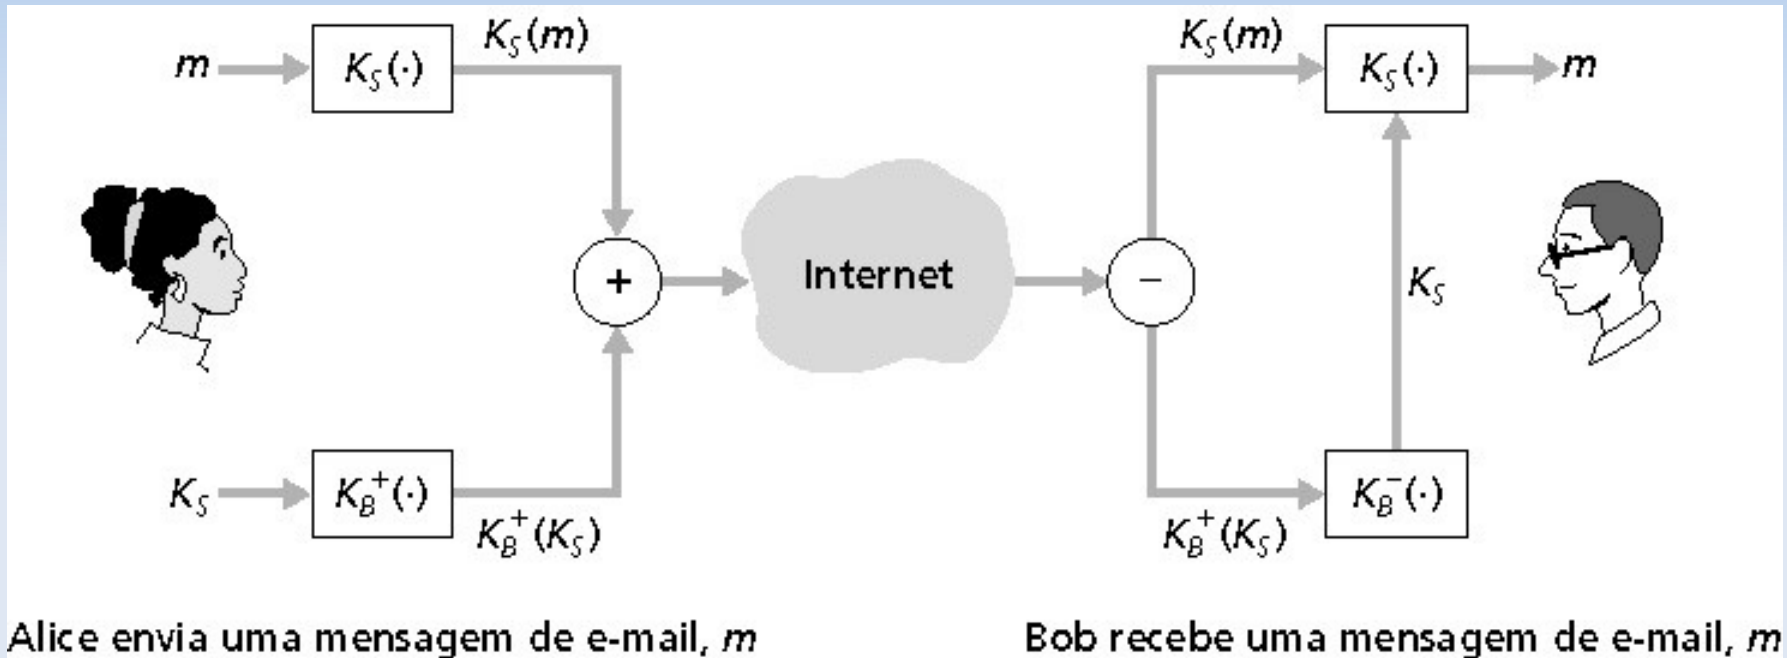 m
K_S(·)
K_S(m)
K_S
K_B^+(·)
K_B^+(K_S)
+
Internet
−
K_S(m)
K_S(·)
m
K_S
K_B^+(K_S)
K_B^-(·)
Alice envia uma mensagem de e-mail, m
Bob recebe uma mensagem de e-mail, m